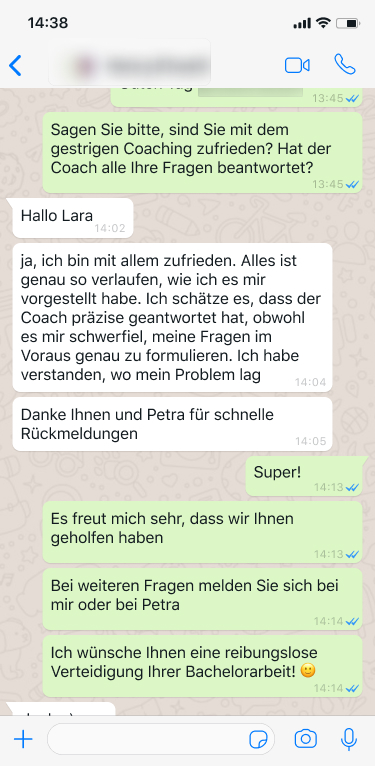 14:38
13:45
Sagen Sie bitte, sind Sie mit dem
gestrigen Coaching zufrieden? Hat der
Coach alle Ihre Fragen beantwortet?
13:45
Hallo Lara
14:02
ja, ich bin mit allem zufrieden. Alles ist
genau so verlaufen, wie ich es mir
vorgestellt habe. Ich schätze es, dass der
Coach präzise geantwortet hat, obwohl
es mir schwerfiel, meine Fragen im
Voraus genau zu formulieren. Ich habe
verstanden, wo mein Problem lag
14:04
Danke Ihnen und Petra für schnelle
Rückmeldungen
14:05
Super!
14:13
Es freut mich sehr, dass wir Ihnen
geholfen haben
14:13
Bei weiteren Fragen melden Sie sich bei
mir oder bei Petra
14:14
Ich wünsche Ihnen eine reibungslose
Verteidigung Ihrer Bachelorarbeit! 🙂
14:14